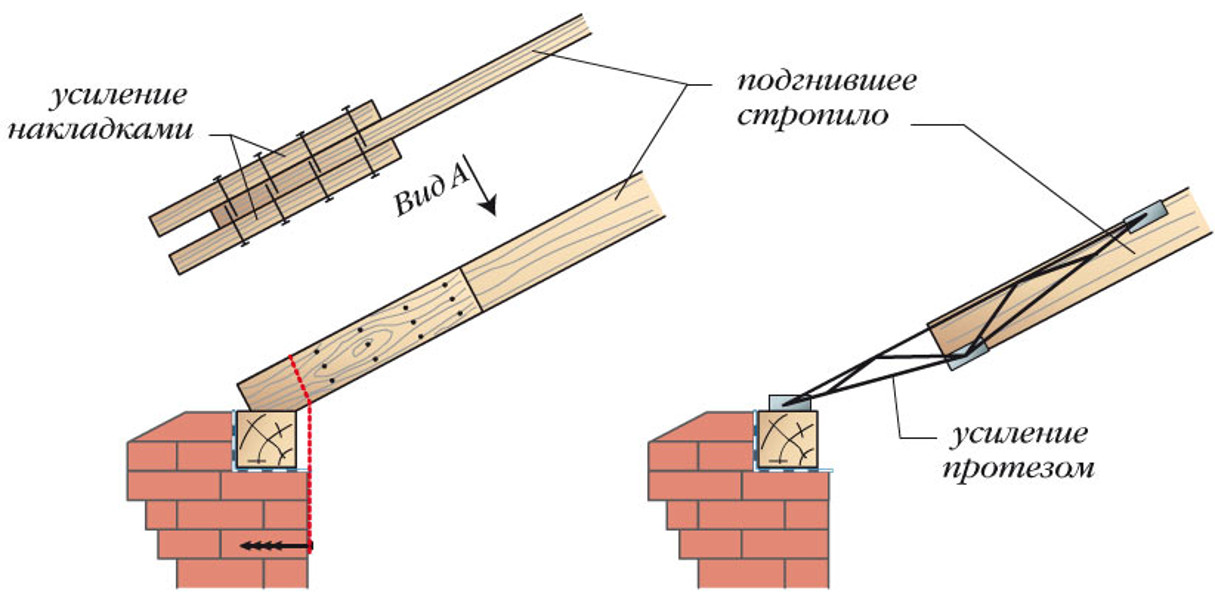 усиление
накладками
подгнившее
стропило
Вид А
усиление
протезом